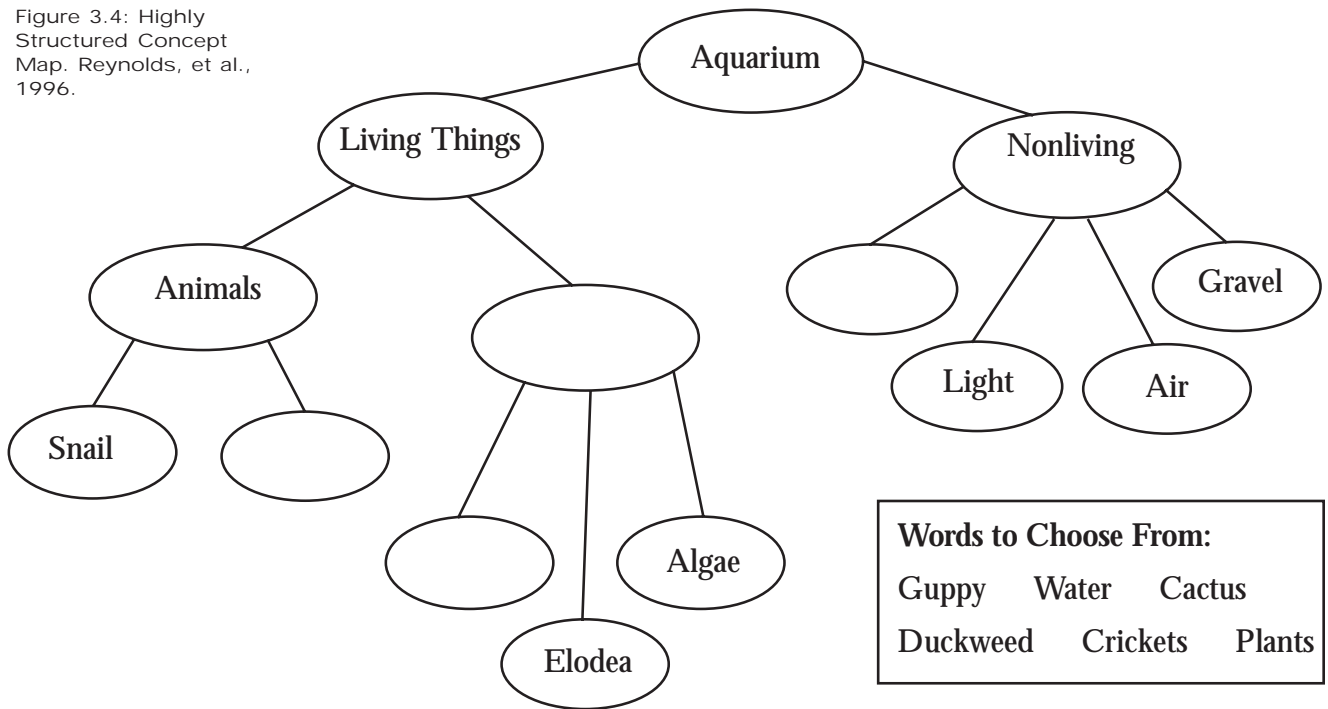 Figure 3.4: Highly
Structured Concept
Map. Reynolds, et al.,
1996.
Aquarium
Living Things
Nonliving
Animals
Gravel
Light
Air
Snail
Algae
Elodea
Words to Choose From:
Guppy Water Cactus
Duckweed Crickets Plants